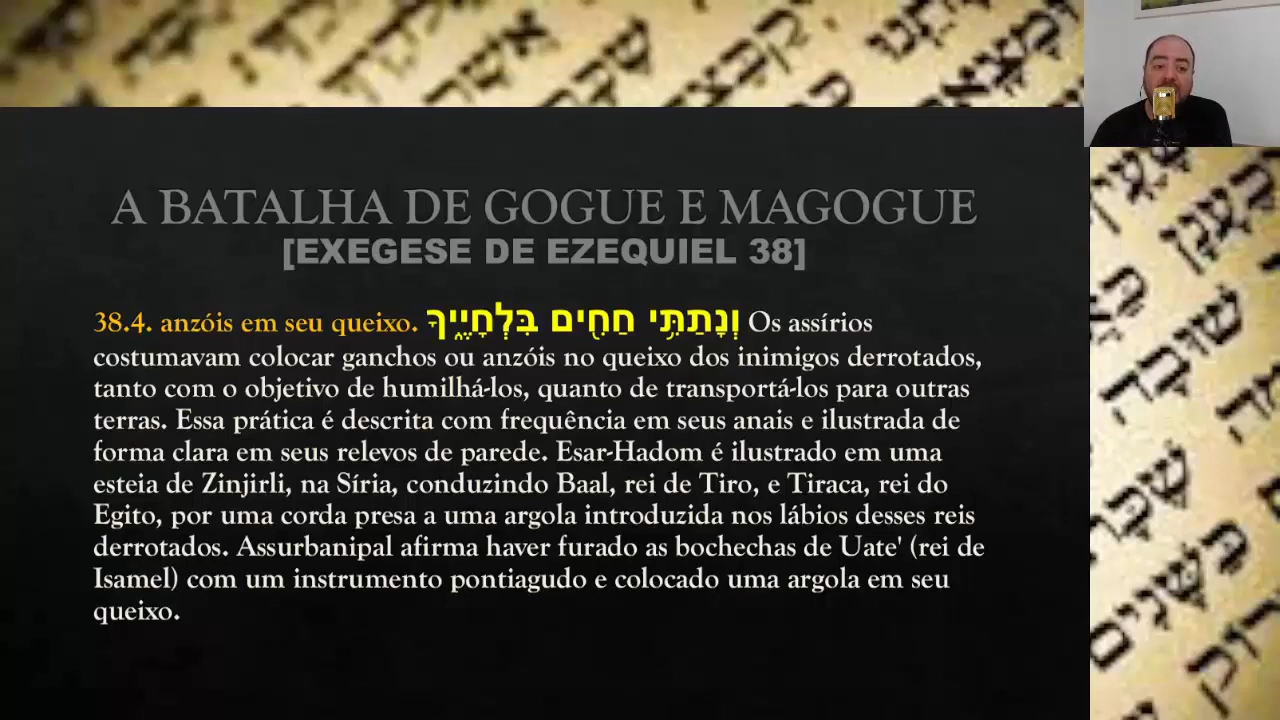 A BATALHA DE GOGUE E MAGOGUE
[EXEGESE DE EZEQUIEL 38]
38.4. anzóis em seu queixo. וְנָתַתִּ֥י חַחִ֖ים בִּלְחָיֶ֑יךָ Os assírios
costumavam colocar ganchos ou anzóis no queixo dos inimigos derrotados,
tanto com o objetivo de humilhá-los, quanto de transportá-los para outras
terras. Essa prática é descrita com frequência em seus anais e ilustrada de
forma clara em seus relevos de parede. Esar-Hadom é ilustrado em uma
esteia de Zinjirli, na Síria, conduzindo Baal, rei de Tiro, e Tiraca, rei do
Egito, por uma corda presa a uma argola introduzida nos lábios desses reis
derrotados. Assurbanipal afirma haver furado as bochechas de Uate' (rei de
Isamel) com um instrumento pontiagudo e colocado uma argola em seu
queixo.